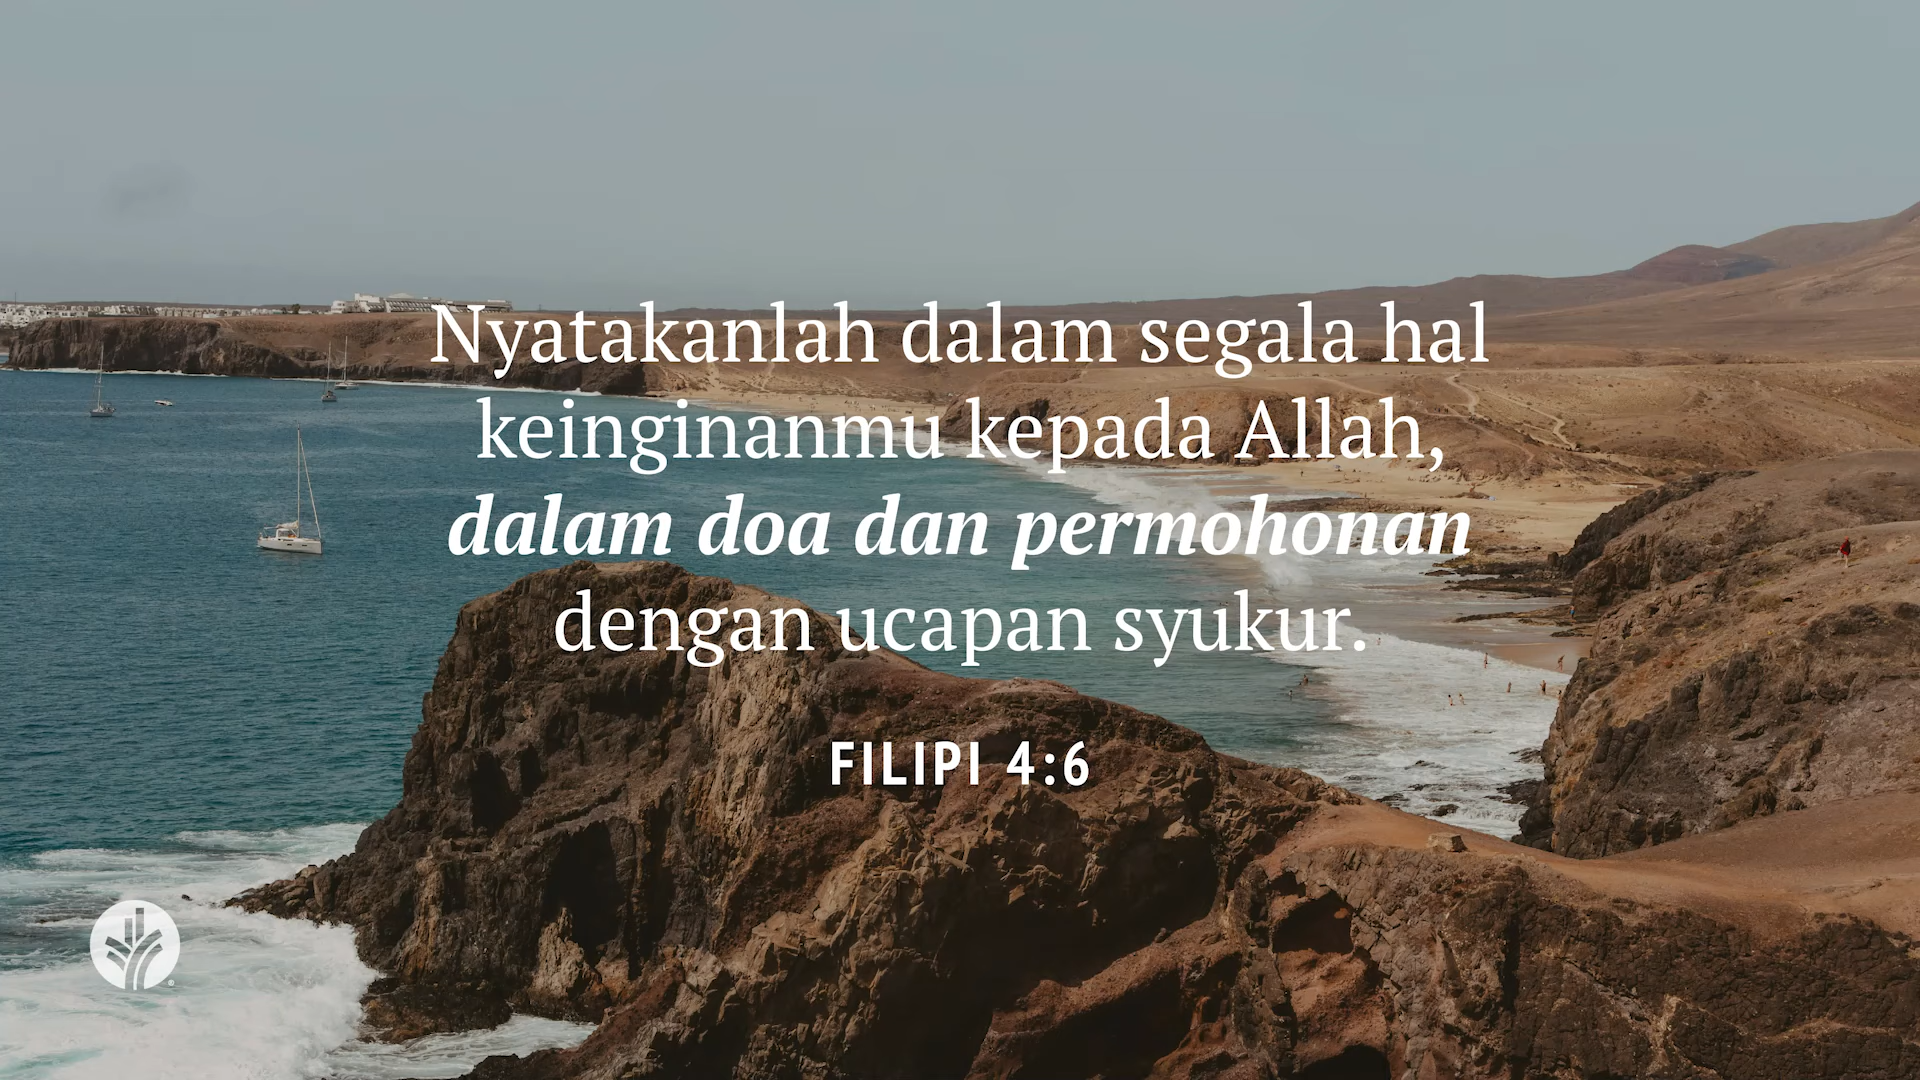 Nyatakanlah dalam segala hal
keinginanmu kepada Allah,
dalam doa dan permohonan
dengan ucapan syukur.
FILIPI 4:6